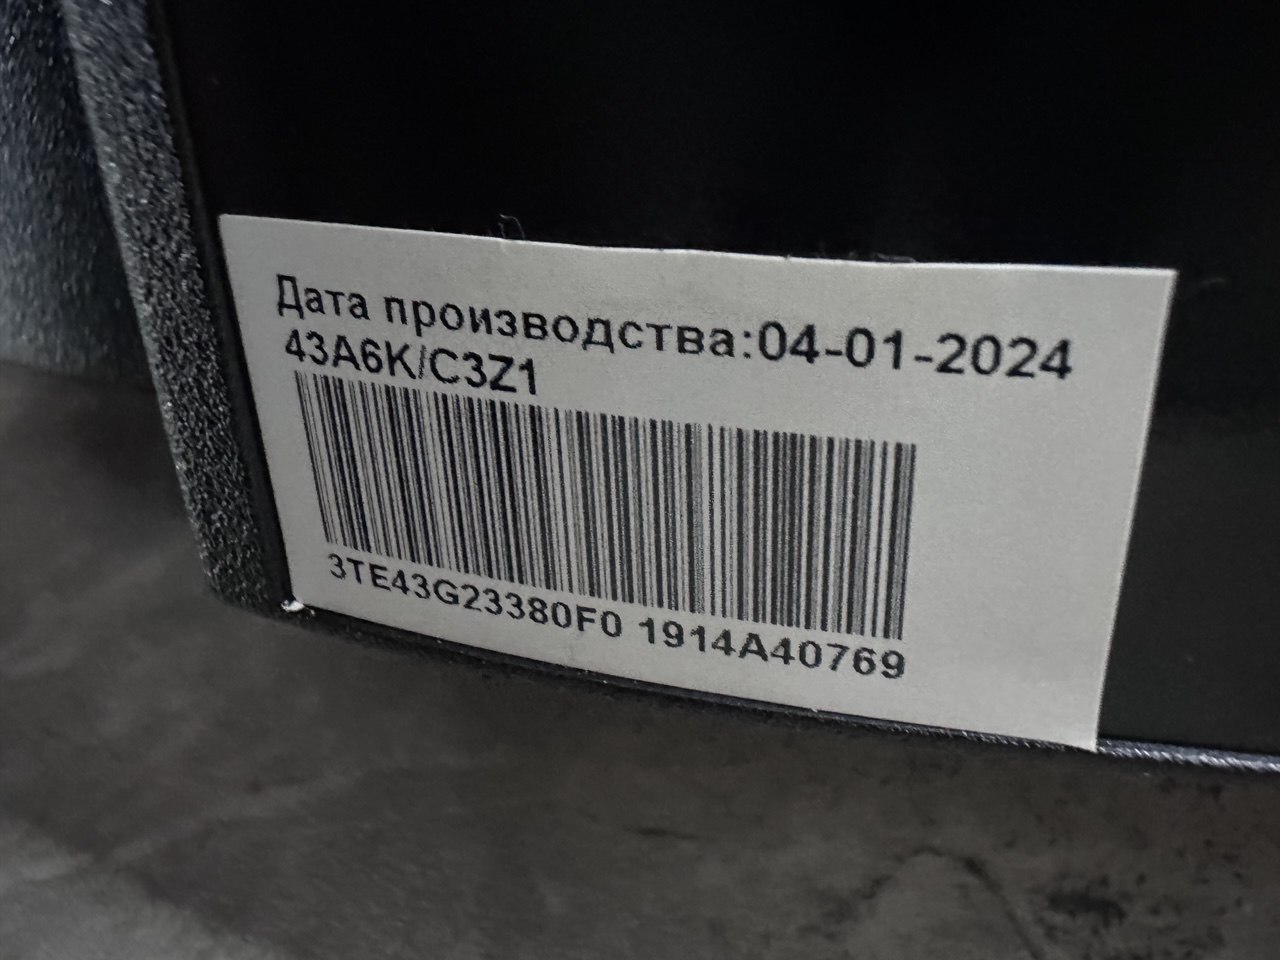 Дата производства:04-01-2024
43A6K/C3Z1
3TE43G23380F0 1914A40769